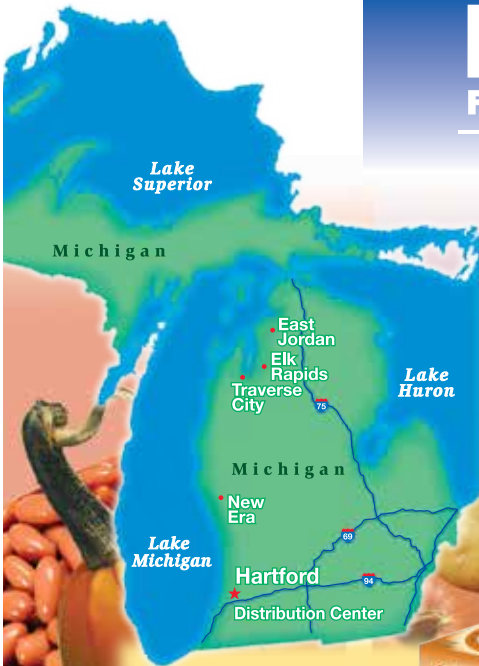 Lake
Superior
Michigan
East
Jordan
Elk
Rapids
Traverse
City
Lake
Huron
75
Michigan
New
Era
69
Lake
Michigan
94
Hartford
Distribution Center